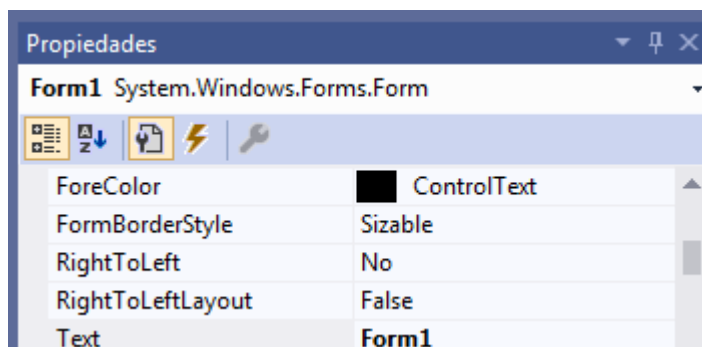 Propiedades
Form1 System.Windows.Forms.Form
ForeColor ControlText
FormBorderStyle Sizable
RightToLeft No
RightToLeftLayout False
Text Form1